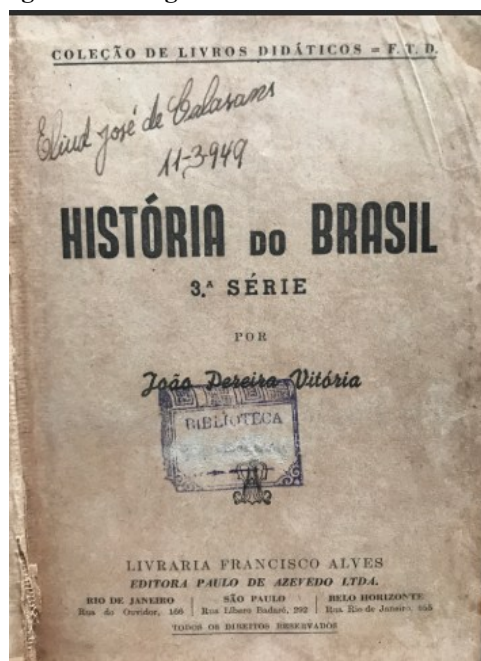 COLEÇÃO DE LIVROS DIDÁTICOS = F. T. D.
Eliud José de Calasans
11-3-949
HISTÓRIA DO BRASIL
3.ª SÉRIE
POR
João Pereira Vitória
BIBLIOTECA
LIVRARIA FRANCISCO ALVES
EDITORA PAULO DE AZEVEDO LTDA.
RIO DE JANEIRO | SÃO PAULO | BELO HORIZONTE
Rua do Ouvidor, 166 | Rua Líbero Badaró, 292 | Rua Rio de Janeiro, 655
TODOS OS DIREITOS RESERVADOS